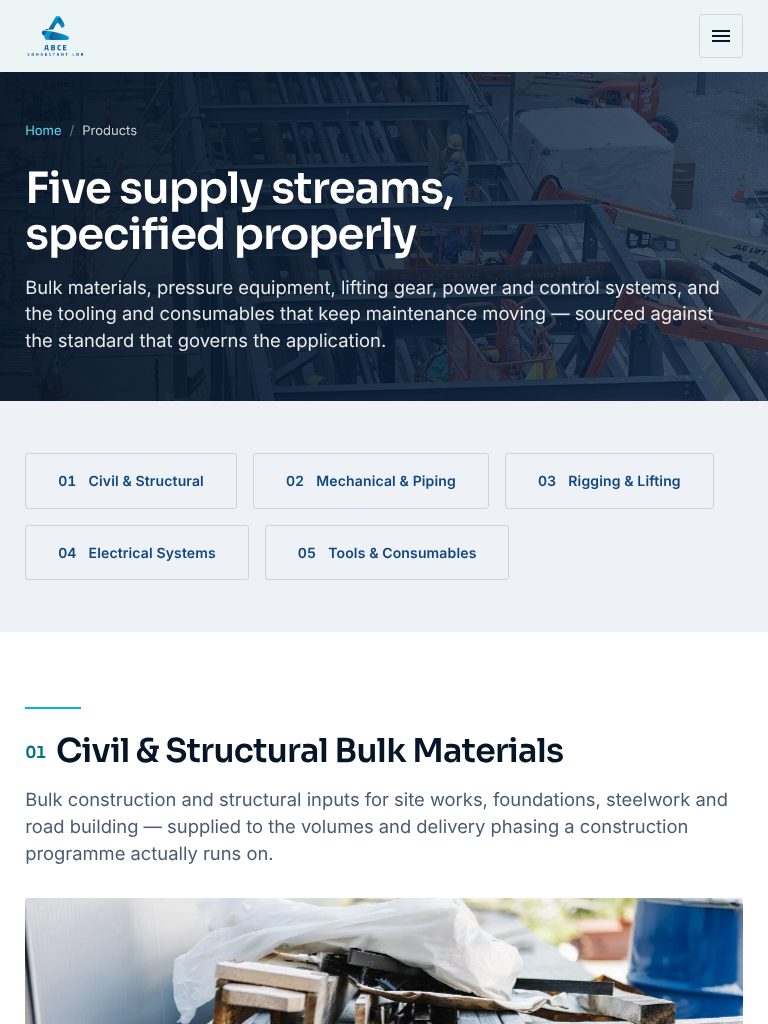 ABCE
CONSULTANT LDA
Home / Products
Five supply streams,
specified properly
Bulk materials, pressure equipment, lifting gear, power and control systems, and
the tooling and consumables that keep maintenance moving — sourced against
the standard that governs the application.
JLG LIFT
01 Civil & Structural
02 Mechanical & Piping
03 Rigging & Lifting
04 Electrical Systems
05 Tools & Consumables
01 Civil & Structural Bulk Materials
Bulk construction and structural inputs for site works, foundations, steelwork and
road building — supplied to the volumes and delivery phasing a construction
programme actually runs on.